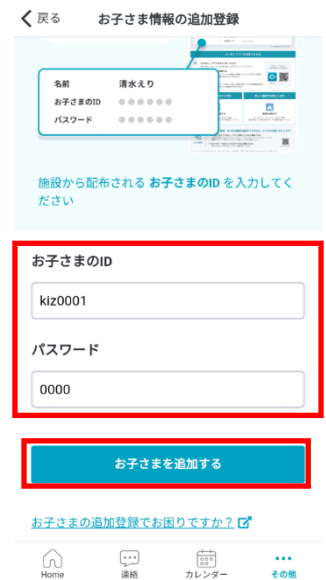 戻る
お子さま情報の追加登録
名前 清水えり
お子さまのID
パスワード
施設から配布される お子さまのID を入力してく
ださい
お子さまのID
kiz0001
パスワード
0000
お子さまを追加する
お子さまの追加登録でお困りですか？
Home 連絡 カレンダー その他